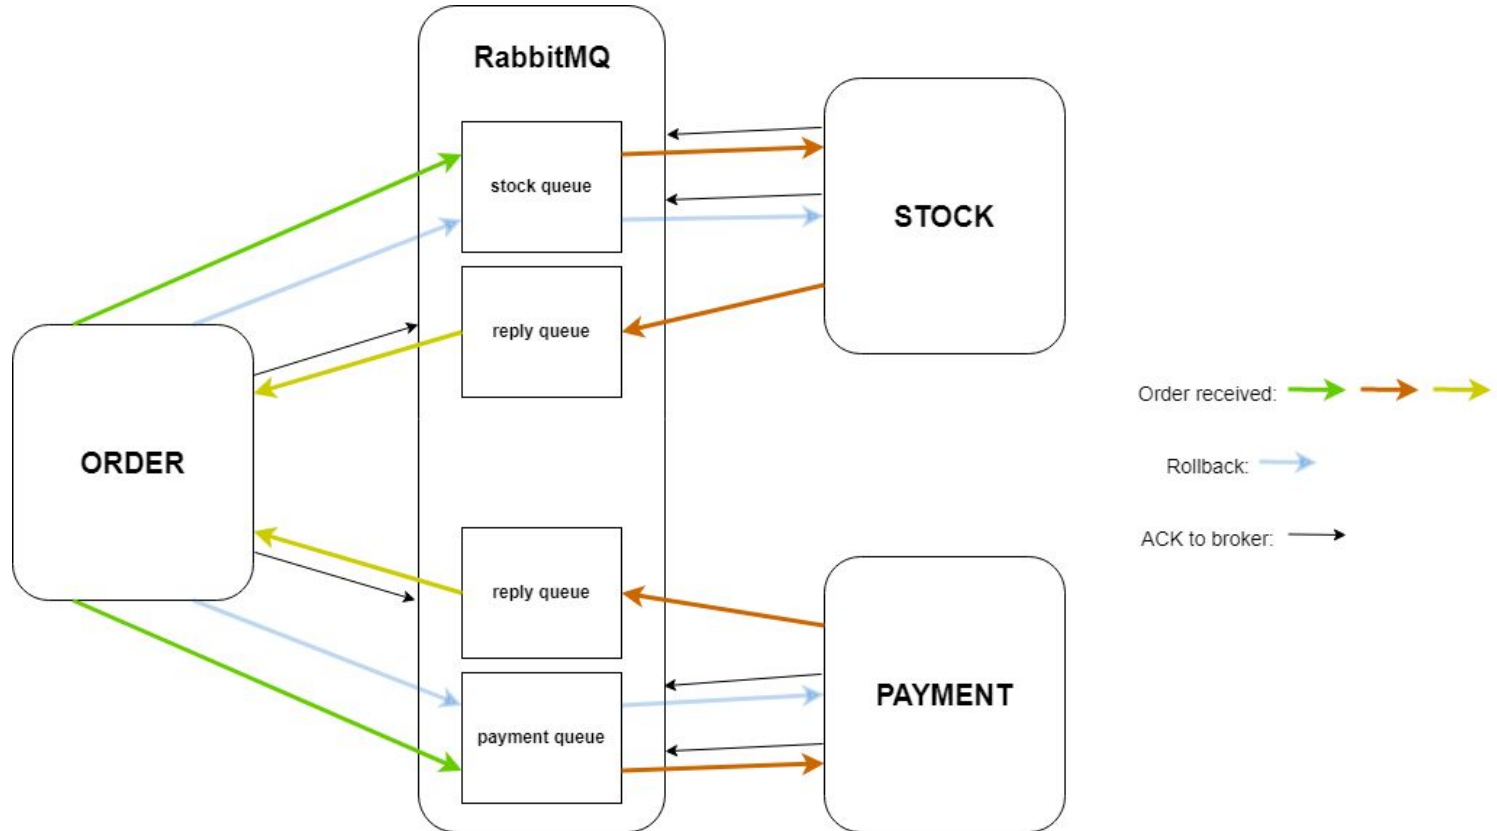 RabbitMQ
stock queue
STOCK
reply queue
Order received:
ORDER
Rollback:
ACK to broker:
reply queue
PAYMENT
payment queue